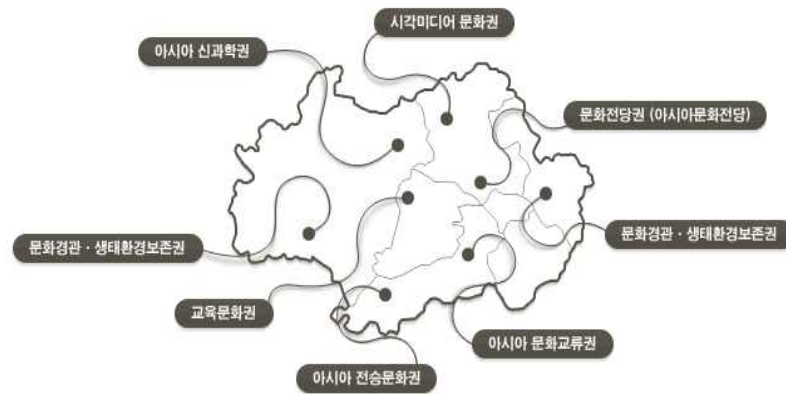 시각미디어 문화권
아시아 신과학권
문화전당권 (아시아문화전당)
문화경관 · 생태환경보존권
문화경관 · 생태환경보존권
교육문화권
아시아 문화교류권
아시아 전승문화권